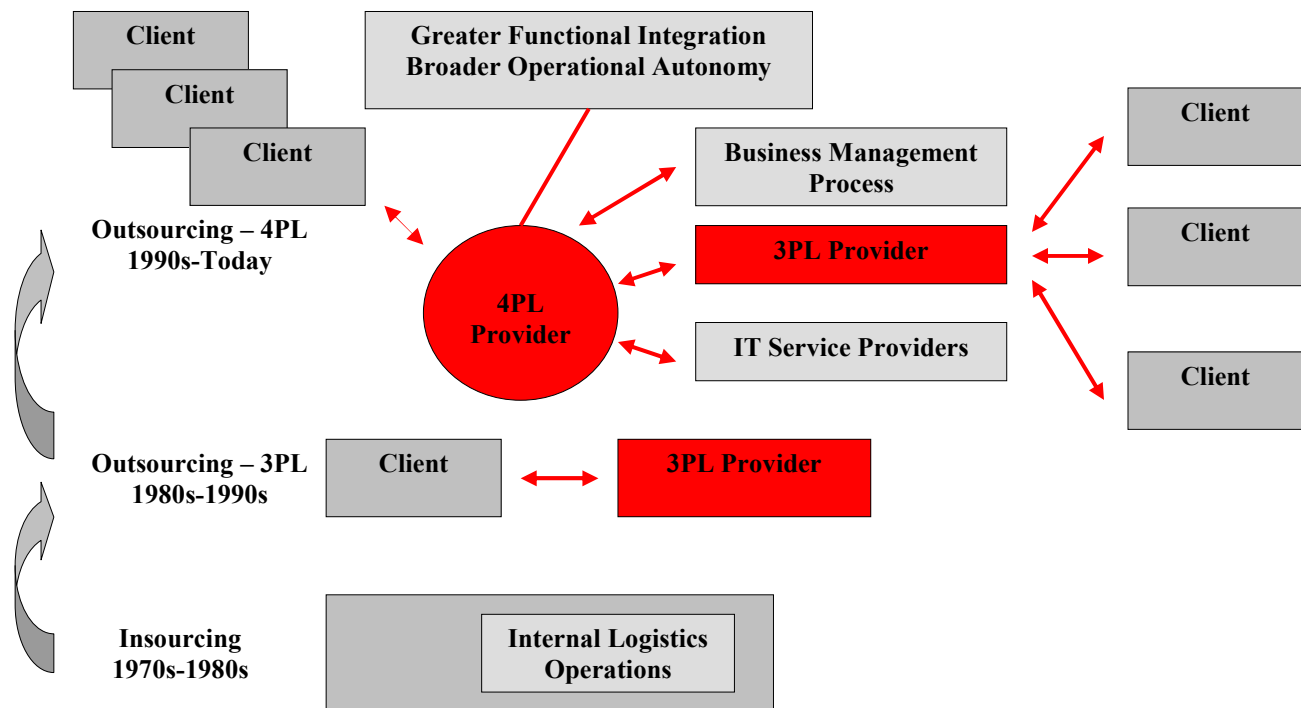 Client
Client
Client
Greater Functional Integration
Broader Operational Autonomy
Business Management
Process
3PL Provider
IT Service Providers
4PL
Provider
Client
Client
Client
Outsourcing – 4PL
1990s-Today
Outsourcing – 3PL
1980s-1990s
Client
3PL Provider
Insourcing
1970s-1980s
Internal Logistics
Operations